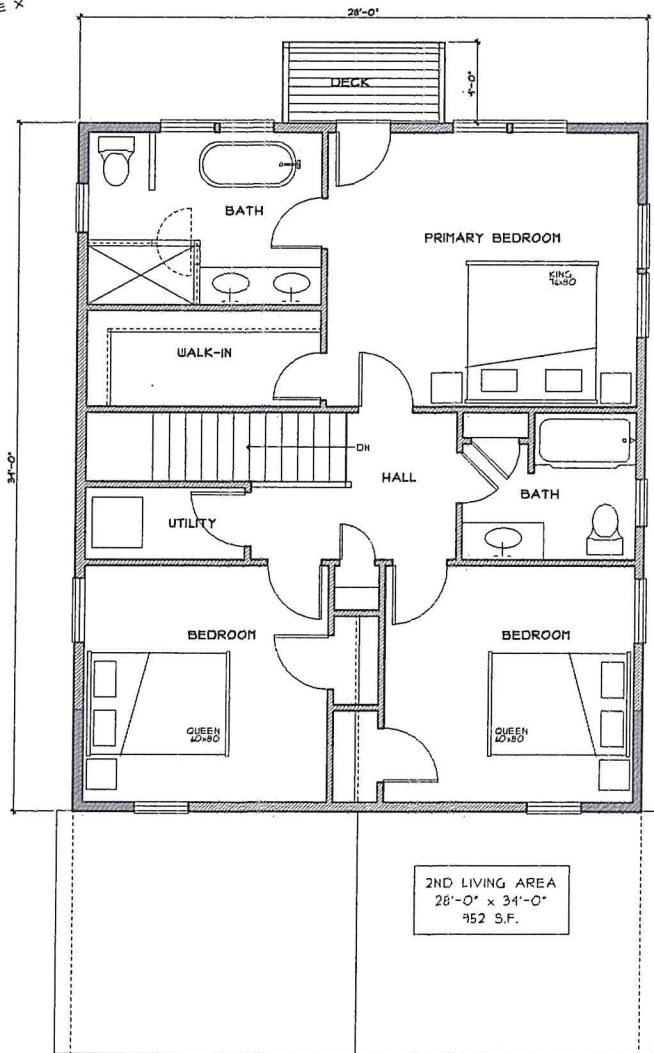 28'-0"
DECK
4'-0"
BATH
PRIMARY BEDROOM
KING
76x80
WALK-IN
34'-0"
DN
HALL
BATH
UTILITY
BEDROOM
BEDROOM
QUEEN
60x80
QUEEN
60x80
2ND LIVING AREA
28'-0" x 34'-0"
952 S.F.